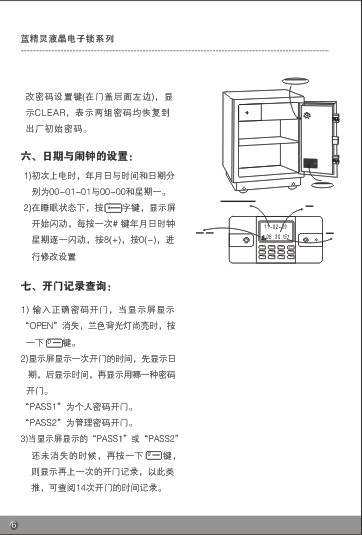 蓝精灵液晶电子锁系列
改密码设置键(在门盖后面左边)，显
示CLEAR，表示两组密码均恢复到
出厂初始密码。
六、日期与闹钟的设置：
1)初次上电时，年月日与时间和日期分
别为00-01-01与00-00和星期一。
2)在睡眠状态下，按字键，显示屏
开始闪动，每按一次#键年月日时钟
星期逐一闪动，按8(+)，按0(-)，进
行修改设置
七、开门记录查询：
1) 输入正确密码开门，当显示屏显示
“OPEN”消失，兰色背光灯尚亮时，按
一下键。
2)显示屏显示一次开门的时间，先显示日
期，后显示时间，再显示用哪一种密码
开门。
“PASS1”为个人密码开门。
“PASS2”为管理密码开门。
3)当显示屏显示的“PASS1”或“PASS2”
还未消失的时候，再按一下键，
则显示再上一次的开门记录，以此类
推，可查阅14次开门的时间记录。
6